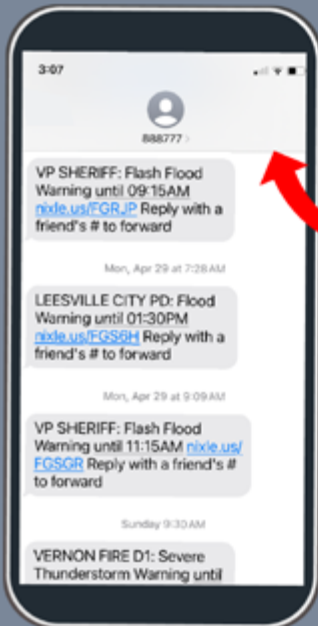 3:07
888777 >
VP SHERIFF: Flash Flood
Warning until 09:15AM
nixle.us/FGRJP Reply with a
friend's # to forward
Mon, Apr 29 at 7:28 AM
LEESVILLE CITY PD: Flood
Warning until 01:30PM
nixle.us/FGS6H Reply with a
friend's # to forward
Mon, Apr 29 at 9:09 AM
VP SHERIFF: Flash Flood
Warning until 11:15AM nixle.us/
FGSGR Reply with a friend's #
to forward
Sunday 9:30 AM
VERNON FIRE D1: Severe
Thunderstorm Warning until